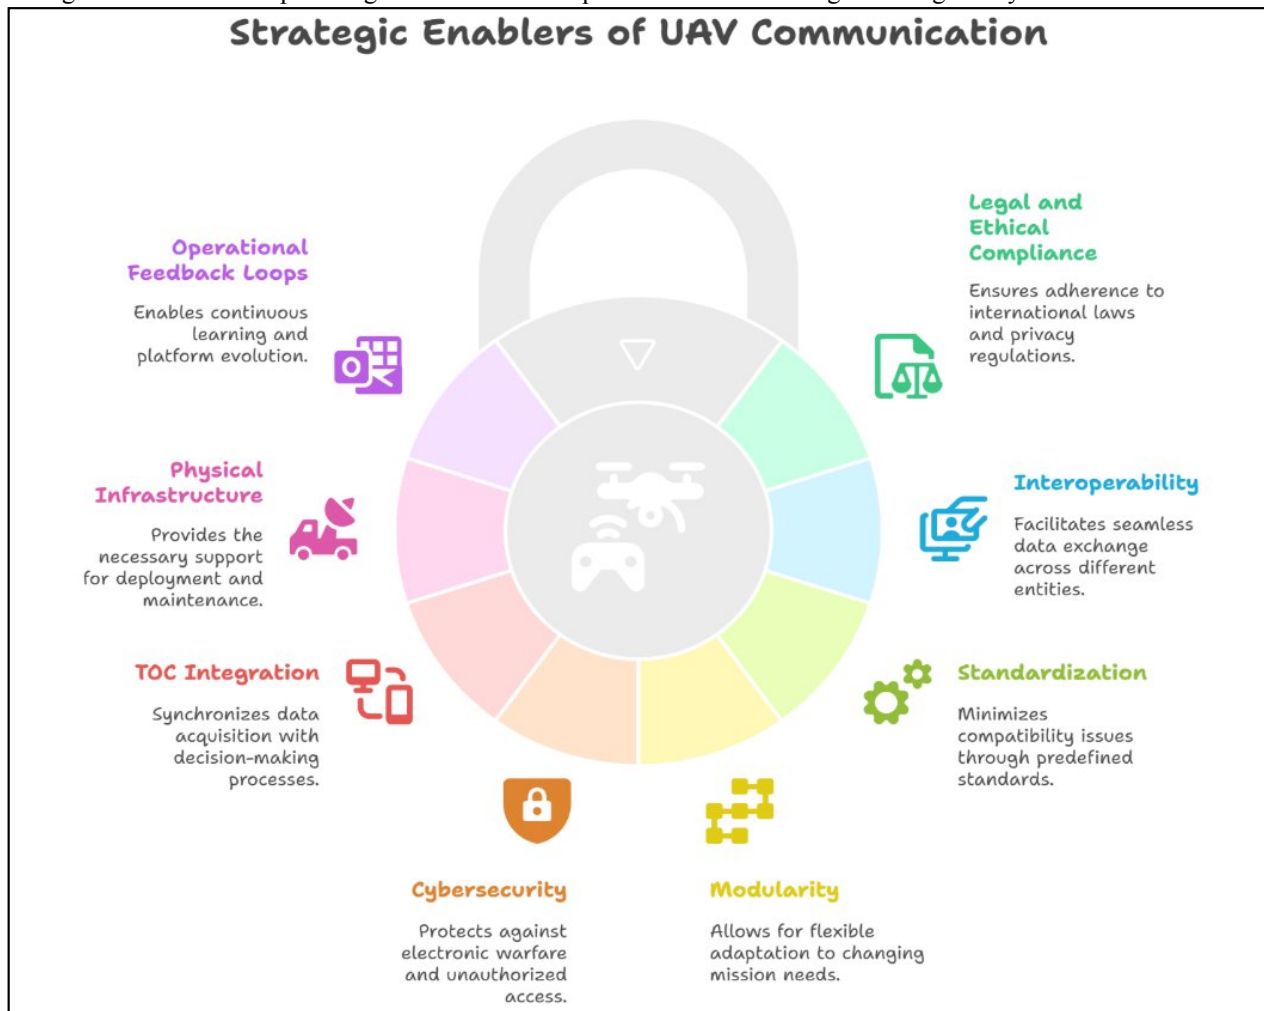 Strategic Enablers of UAV Communication
Legal and
Ethical
Compliance
Ensures adherence to
international laws
and privacy
regulations.
Interoperability
Facilitates seamless
data exchange
across different
entities.
Standardization
Minimizes
compatibility issues
through predefined
standards.
Modularity
Allows for flexible
adaptation to changing
mission needs.
Cybersecurity
Protects against
electronic warfare
and unauthorized
access.
TOC Integration
Synchronizes data
acquisition with
decision-making
processes.
Physical
Infrastructure
Provides the
necessary support
for deployment and
maintenance.
Operational
Feedback Loops
Enables continuous
learning and
platform evolution.